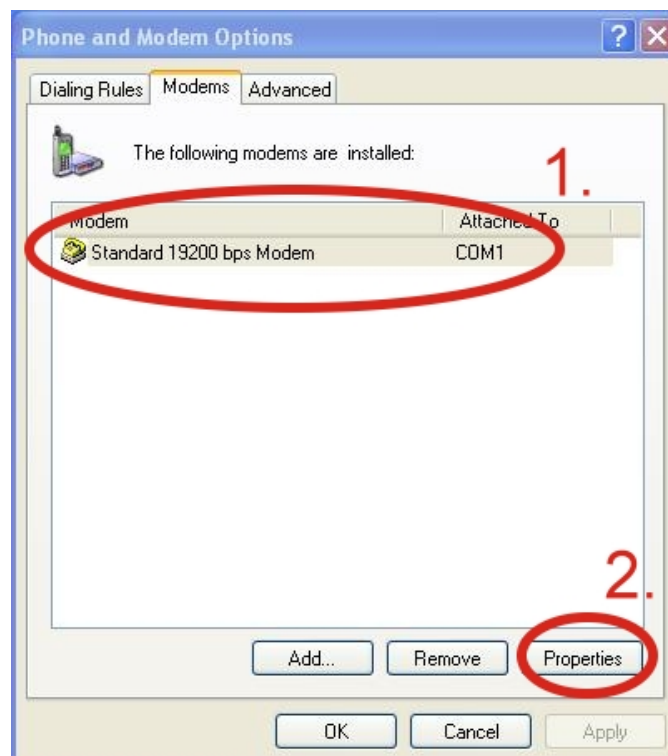 Phone and Modem Options
Dialing Rules Modems Advanced
The following modems are installed:
1.
Modem Attached To
Standard 19200 bps Modem COM1
2.
Add... Remove Properties
OK Cancel Apply